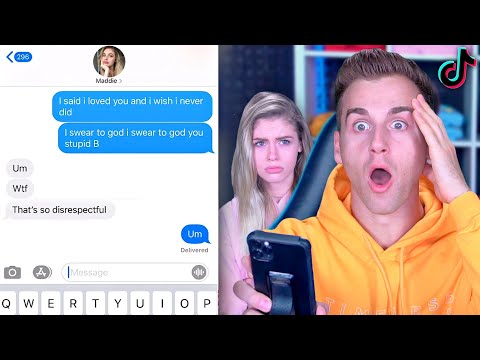 296
Maddie
I said i loved you and i wish i never
did
I swear to god i swear to god you
stupid B
Um
Wtf
That's so disrespectful
Um
Delivered
Message
Q W E R T Y U I O P
TIMELESS